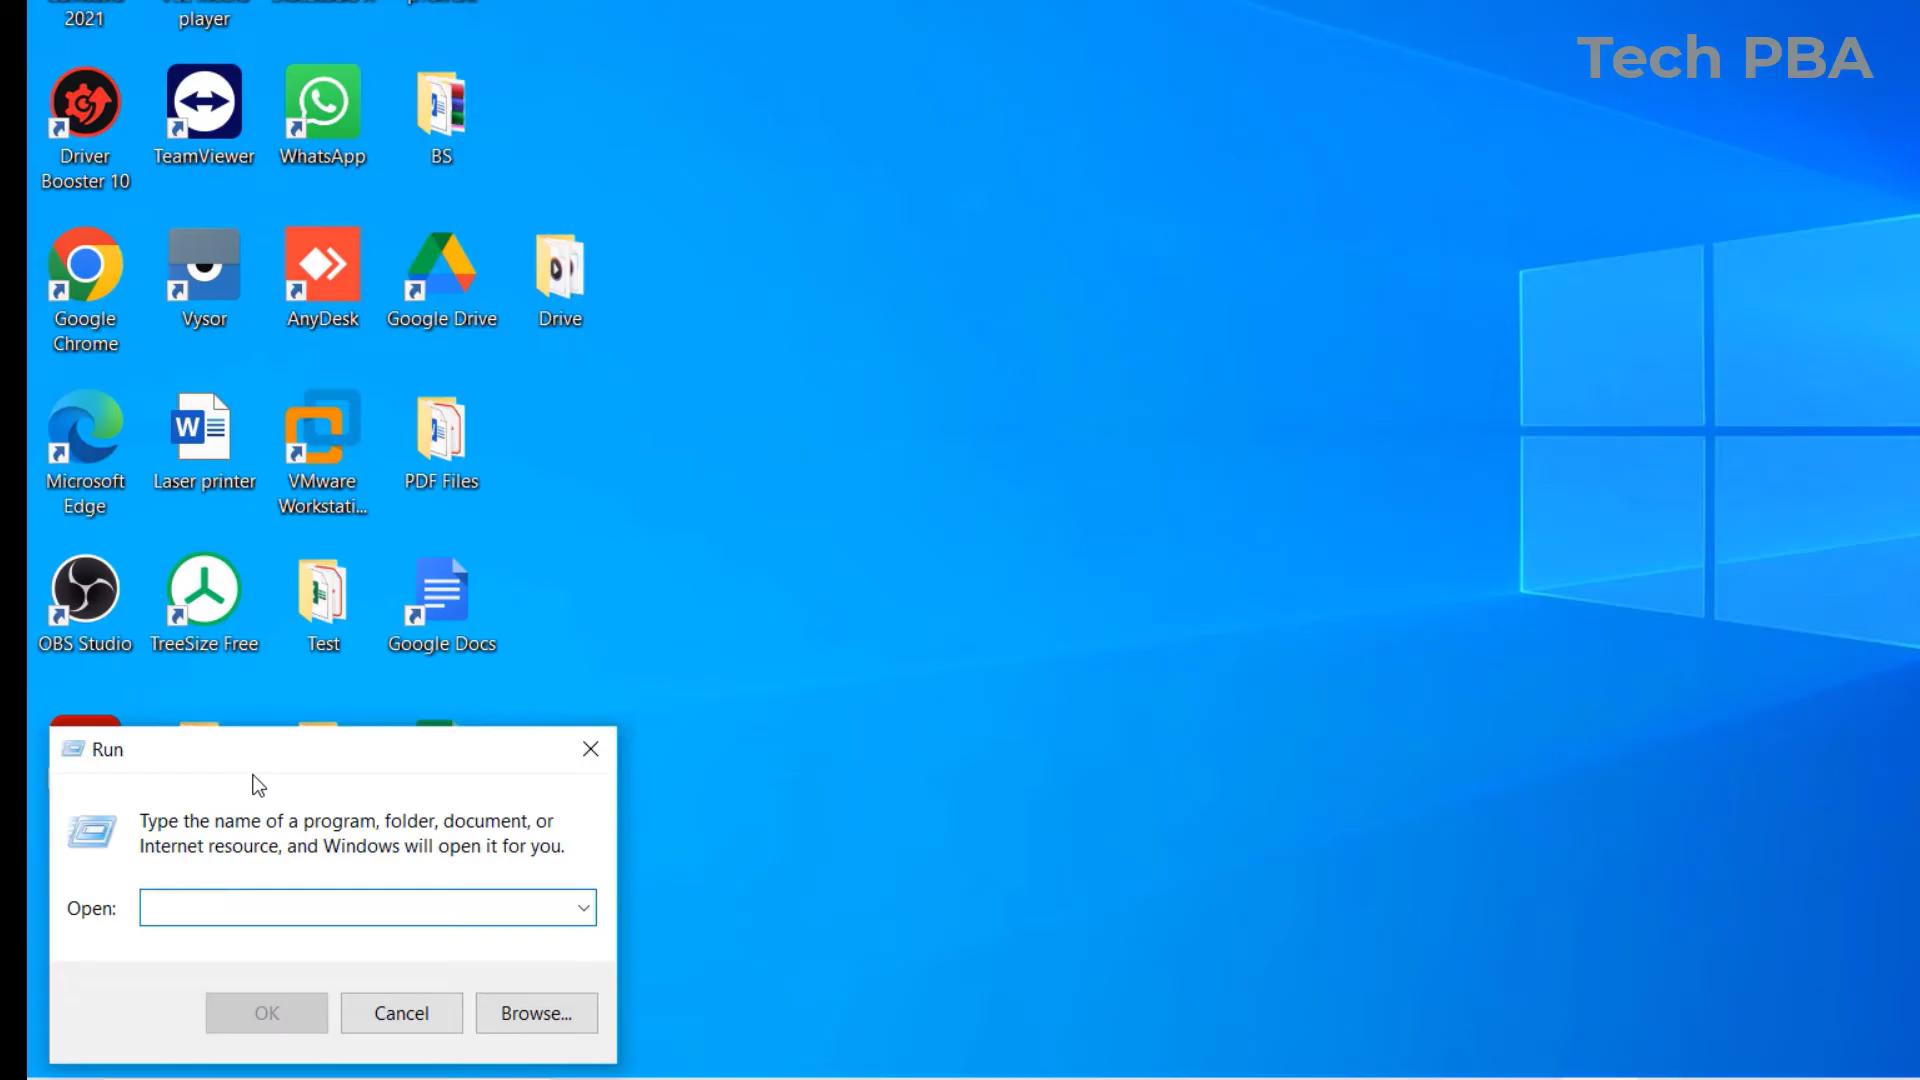 Tech PBA
2021
player
Driver
Booster 10
TeamViewer
WhatsApp
BS
Google
Chrome
Vysor
AnyDesk
Google Drive
Drive
Microsoft
Edge
W
Laser printer
VMware
Workstati...
PDF Files
OBS Studio
TreeSize Free
Test
Google Docs
Run
Type the name of a program, folder, document, or
Internet resource, and Windows will open it for you.
Open:
OK
Cancel
Browse...